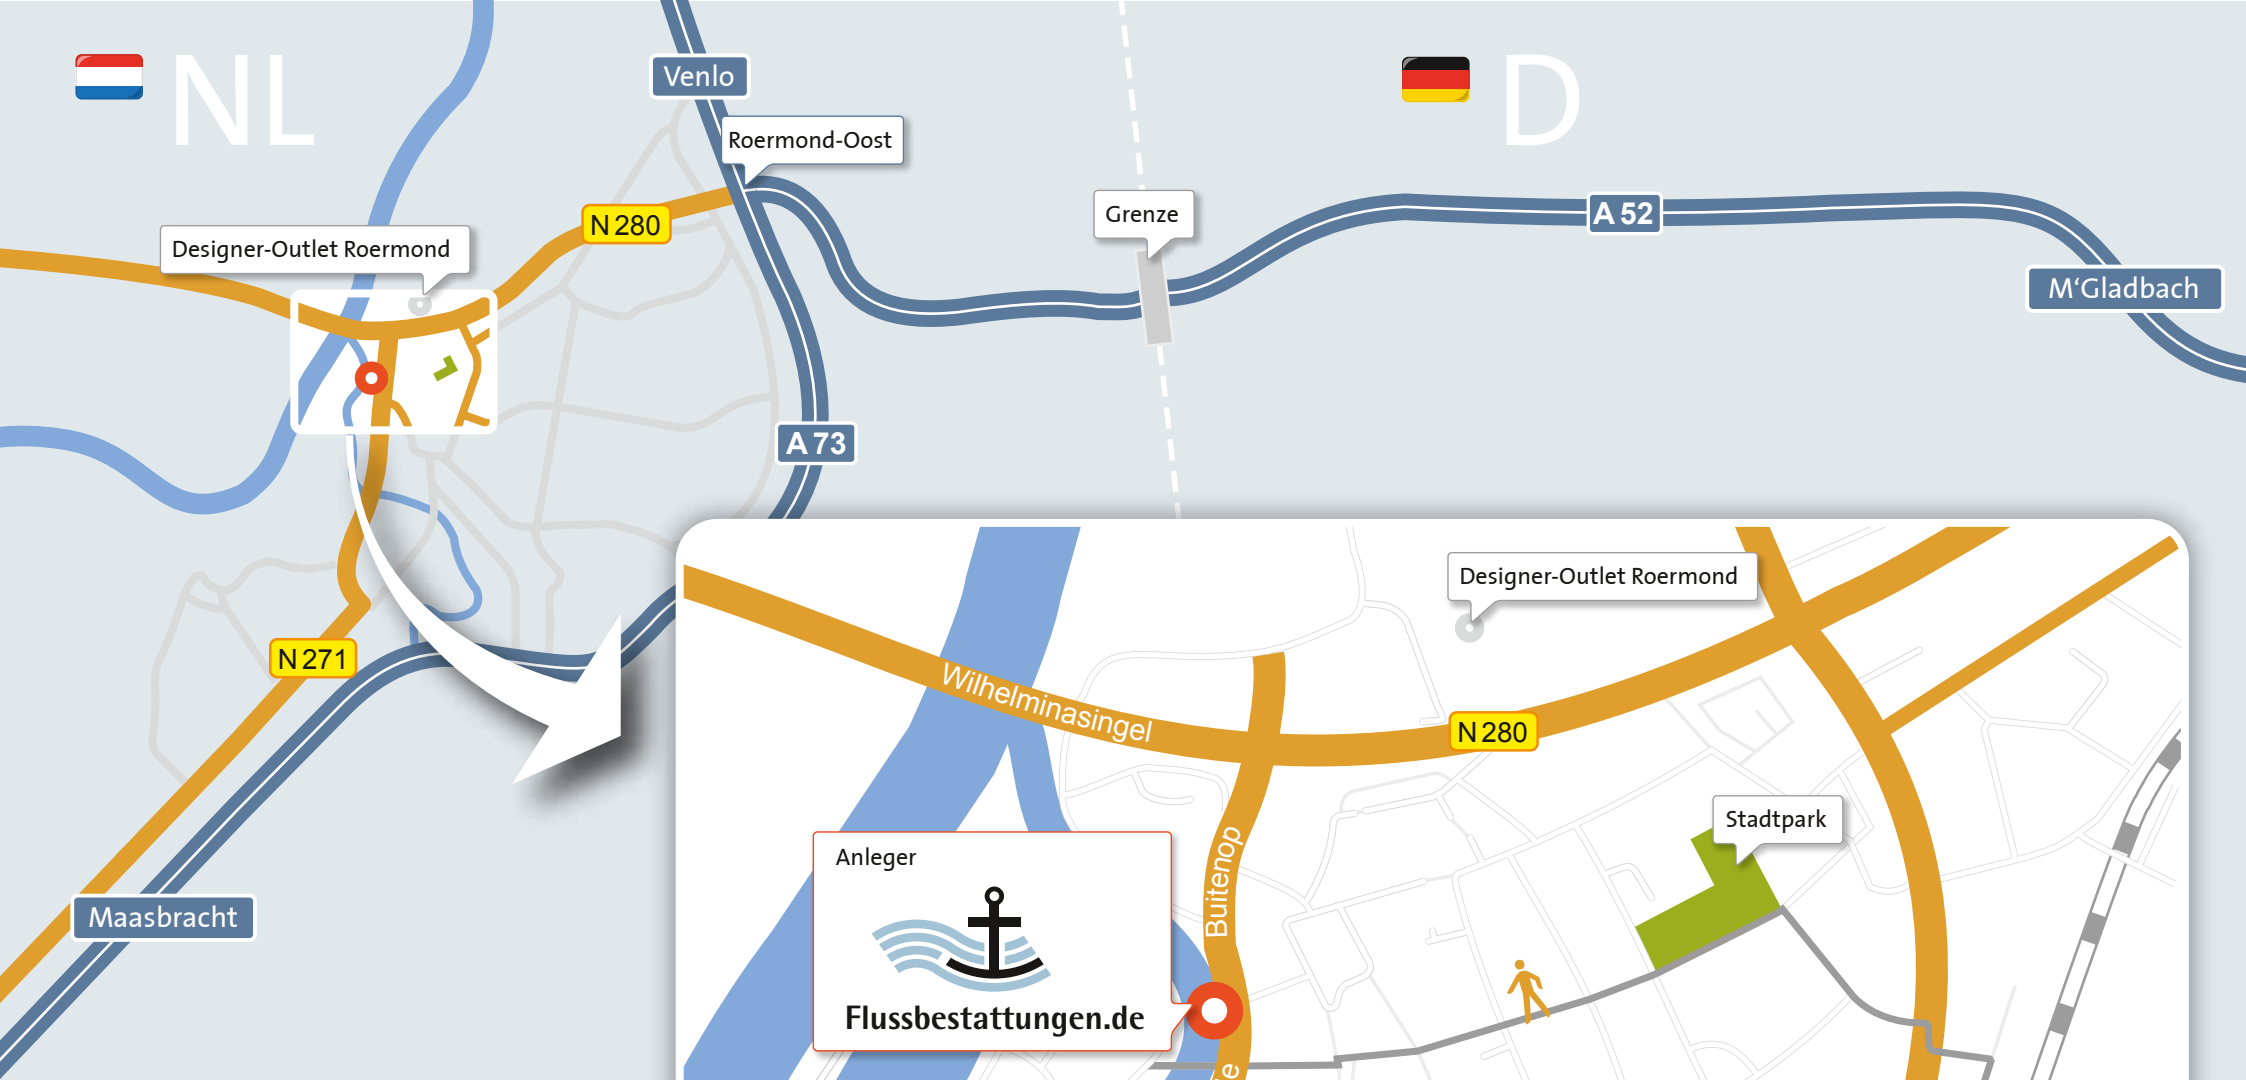 NL
D
Venlo
Roermond-Oost
Grenze
A 52
N 280
Designer-Outlet Roermond
M‘Gladbach
A 73
N 271
Maasbracht
Designer-Outlet Roermond
Wilhelminasingel
N 280
Stadtpark
Buitenop
Anleger
Flussbestattungen.de
e